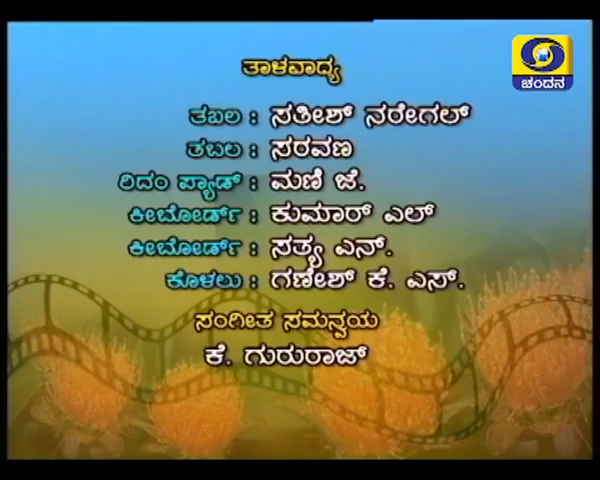 ಚಂದನ
ತಾಳವಾದ್ಯ
ತಬಲ : ಸತೀಶ್ ನರೇಗಲ್
ತಬಲ : ಸರವಣ
ರಿದಂ ಪ್ಯಾಡ್ : ಮಣಿ ಜೆ.
ಕೀಬೋರ್ಡ್ : ಕುಮಾರ್ ಎಲ್
ಕೀಬೋರ್ಡ್ : ಸತ್ಯ ಎನ್.
ಕೊಳಲು : ಗಣೇಶ್ ಕೆ. ಎಸ್.
ಸಂಗೀತ ಸಮನ್ವಯ
ಕೆ. ಗುರುರಾಜ್